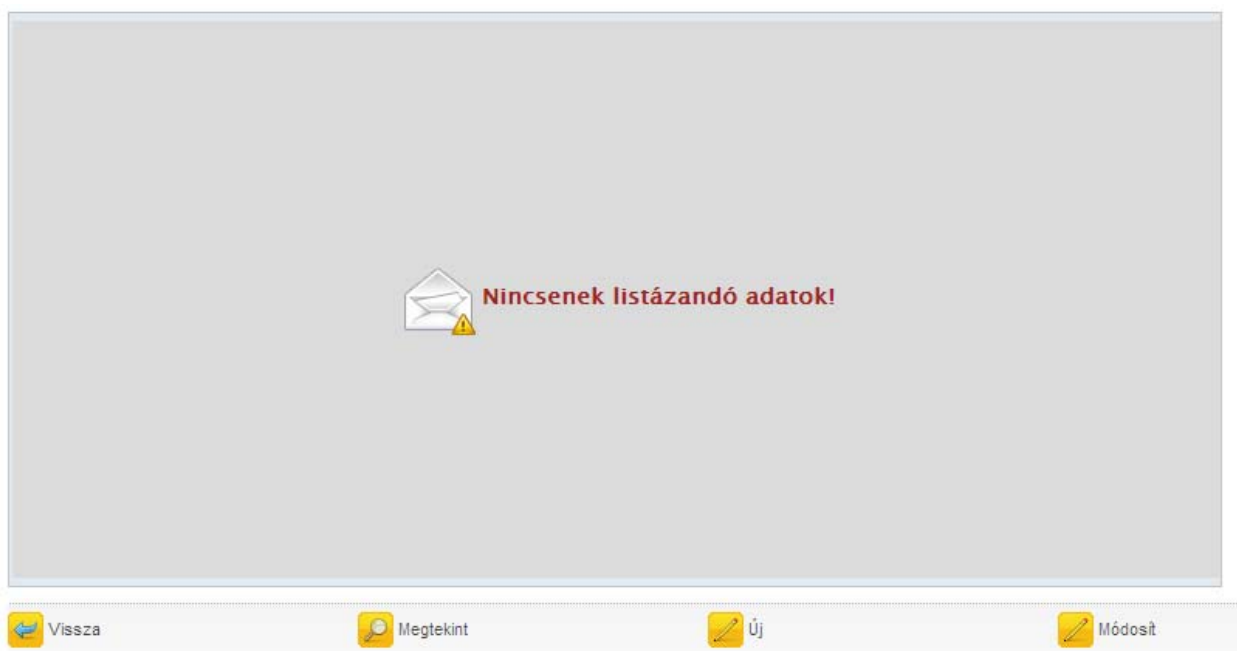 Nincsenek listázandó adatok!
Vissza
Megtekint
Új
Módosít